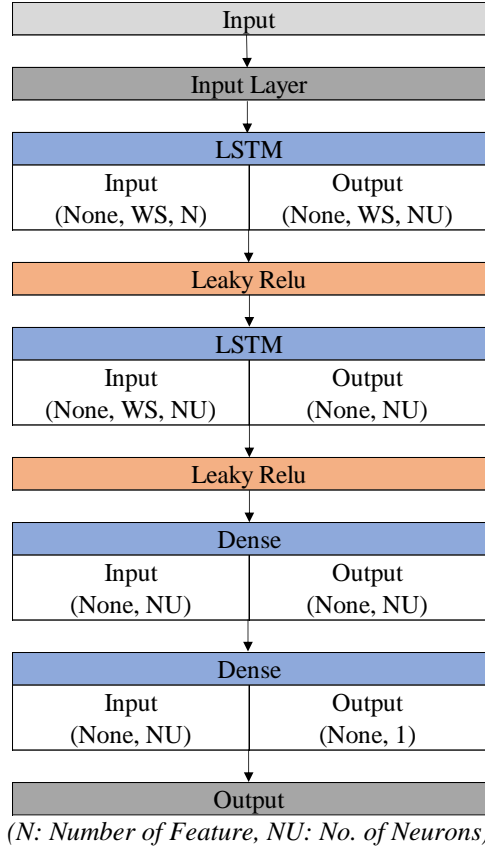 Input
Input Layer
LSTM
Input Output
(None, WS, N) (None, WS, NU)
Leaky Relu
LSTM
Input Output
(None, WS, NU) (None, NU)
Leaky Relu
Dense
Input Output
(None, NU) (None, NU)
Dense
Input Output
(None, NU) (None, 1)
Output
(N: Number of Feature, NU: No. of Neurons)